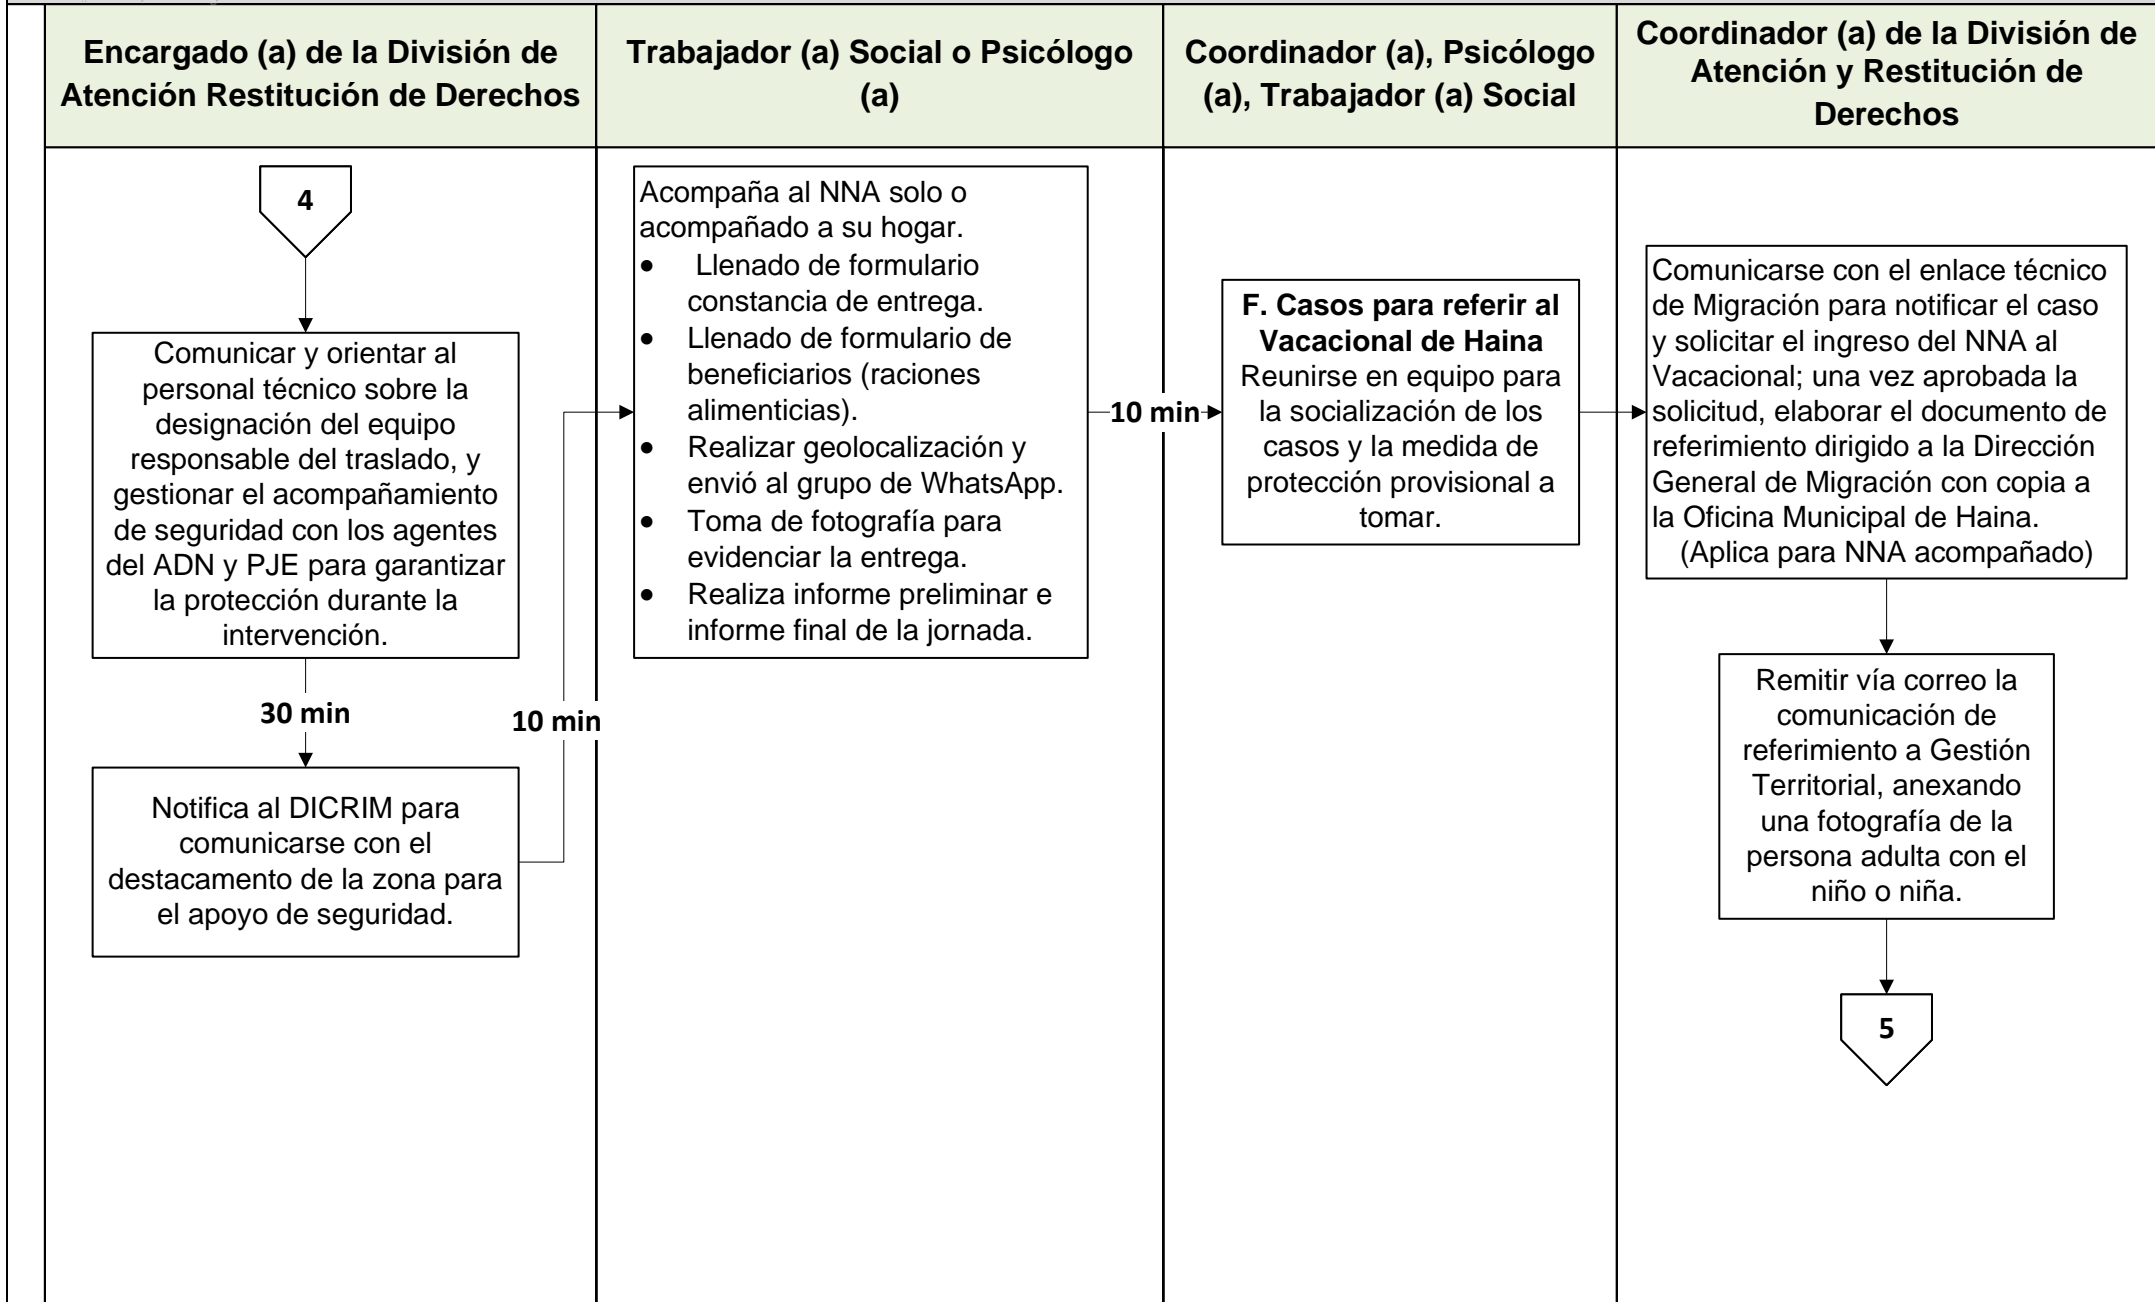 Encargado (a) de la División de
Atención Restitución de Derechos
Trabajador (a) Social o Psicólogo
(a)
Coordinador (a), Psicólogo
(a), Trabajador (a) Social
Coordinador (a) de la División de
Atención y Restitución de
Derechos
4
Comunicar y orientar al
personal técnico sobre la
designación del equipo
responsable del traslado, y
gestionar el acompañamiento
de seguridad con los agentes
del ADN y PJE para garantizar
la protección durante la
intervención.
30 min
Notifica al DICRIM para
comunicarse con el
destacamento de la zona para
el apoyo de seguridad.
10 min
Acompaña al NNA solo o
acompañado a su hogar.
• Llenado de formulario
constancia de entrega.
• Llenado de formulario de
beneficiarios (raciones
alimenticias).
• Realizar geolocalización y
envió al grupo de WhatsApp.
• Toma de fotografía para
evidenciar la entrega.
• Realiza informe preliminar e
informe final de la jornada.
10 min
F. Casos para referir al
Vacacional de Haina
Reunirse en equipo para
la socialización de los
casos y la medida de
protección provisional a
tomar.
Comunicarse con el enlace técnico
de Migración para notificar el caso
y solicitar el ingreso del NNA al
Vacacional; una vez aprobada la
solicitud, elaborar el documento de
referimiento dirigido a la Dirección
General de Migración con copia a
la Oficina Municipal de Haina.
(Aplica para NNA acompañado)
Remitir vía correo la
comunicación de
referimiento a Gestión
Territorial, anexando
una fotografía de la
persona adulta con el
niño o niña.
5